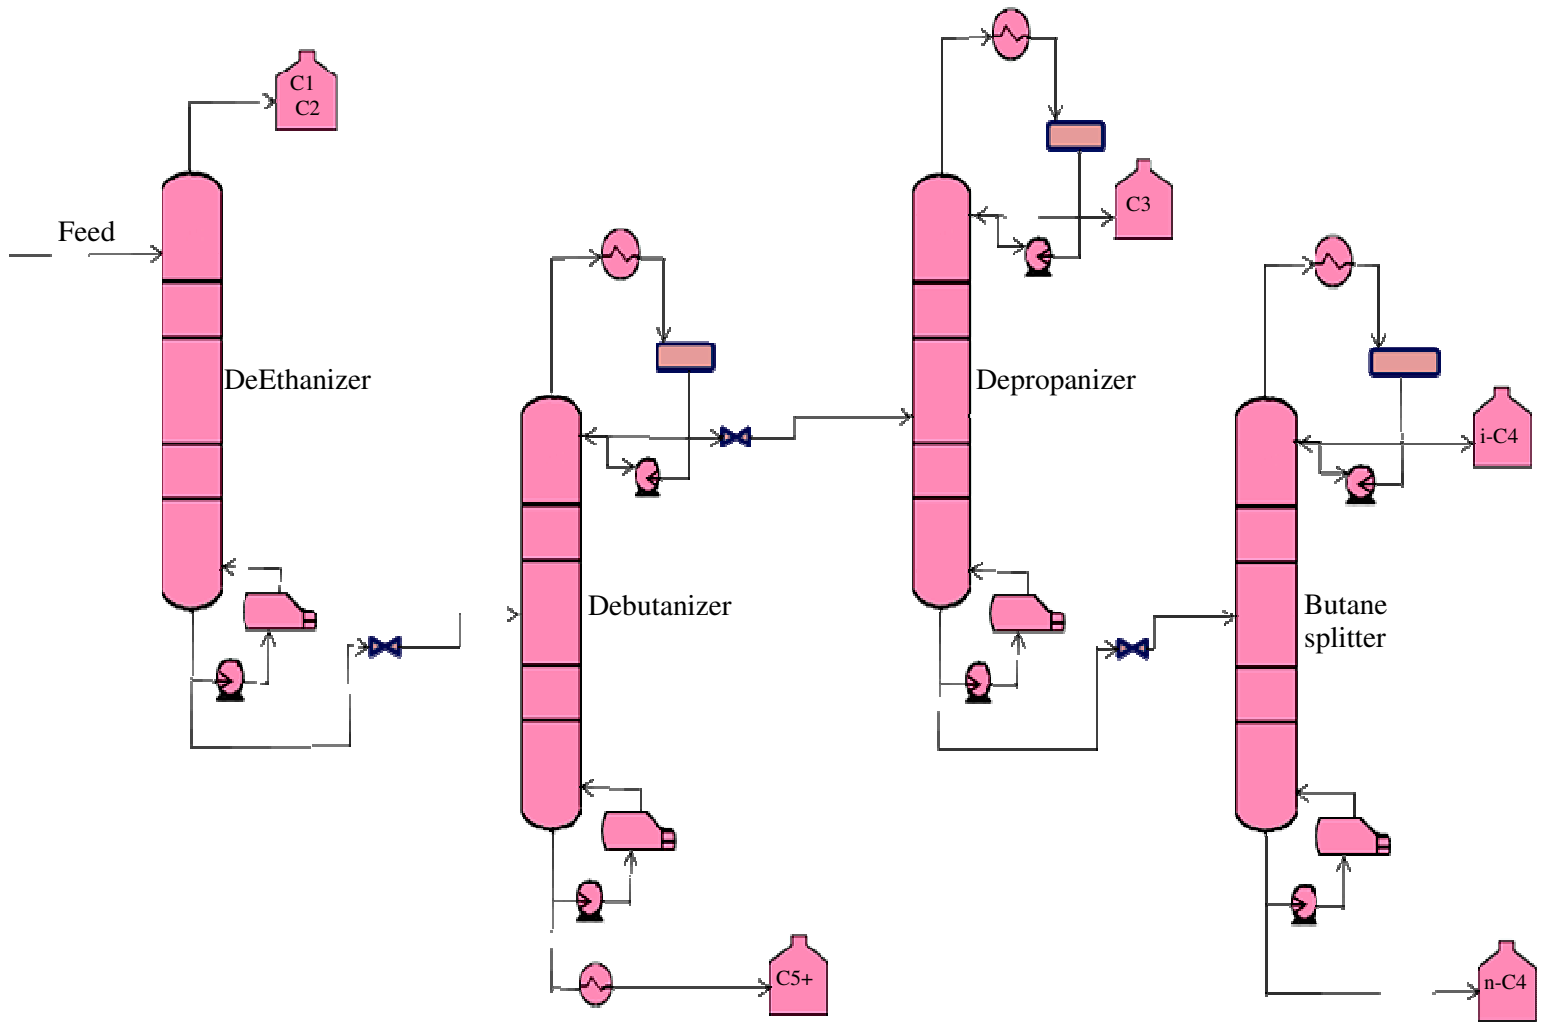 C1
C2
Feed
C3
DeEthanizer
Depropanizer
i-C4
Debutanizer
Butane
splitter
C5+
n-C4